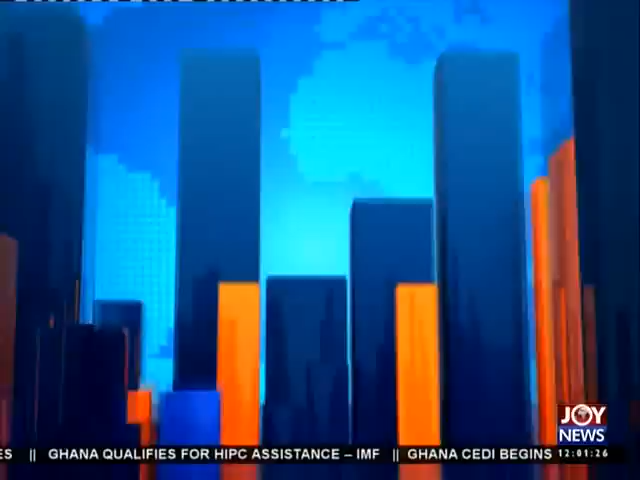 JOY
NEWS
ES || GHANA QUALIFIES FOR HIPC ASSISTANCE – IMF || GHANA CEDI BEGINS 12:01:26